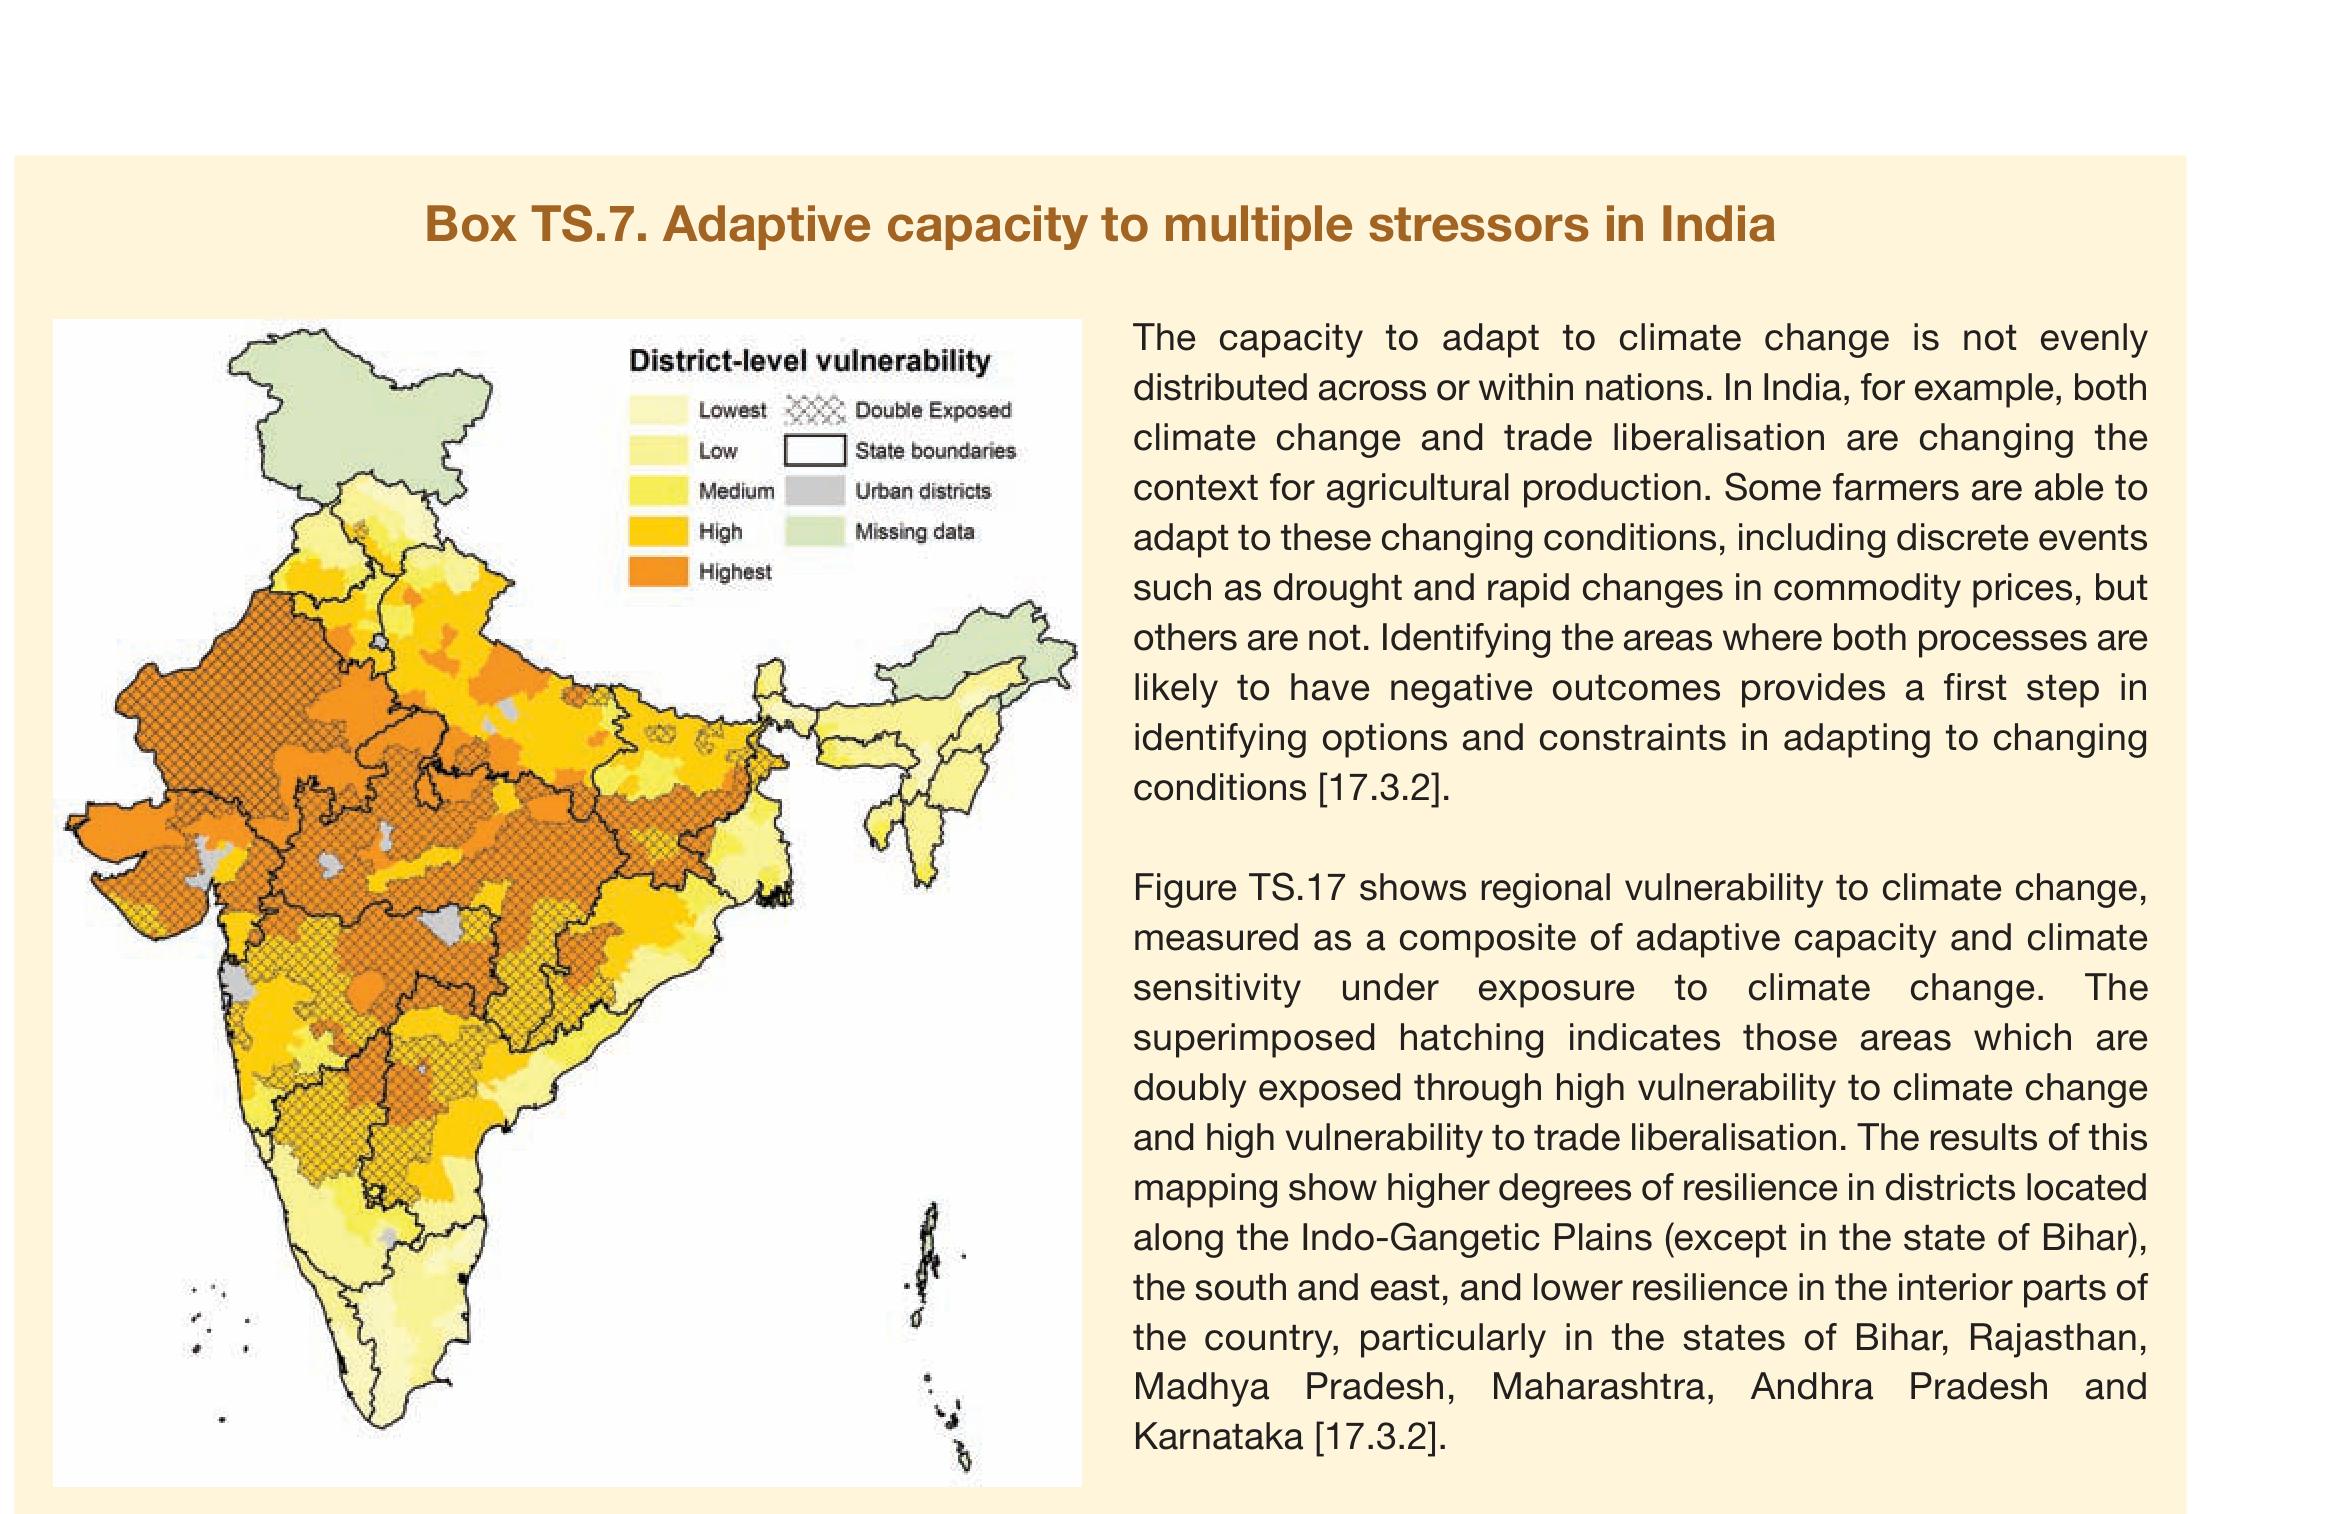 Box TS.7. Adaptive capacity to multiple stressors in India
District-level vulnerability
Lowest
Double Exposed
Low
State boundaries
Medium
Urban districts
High
Missing data
Highest
The capacity to adapt to climate change is not evenly
distributed across or within nations. In India, for example, both
climate change and trade liberalisation are changing the
context for agricultural production. Some farmers are able to
adapt to these changing conditions, including discrete events
such as drought and rapid changes in commodity prices, but
others are not. Identifying the areas where both processes are
likely to have negative outcomes provides a first step in
identifying options and constraints in adapting to changing
conditions [17.3.2].
Figure TS.17 shows regional vulnerability to climate change,
measured as a composite of adaptive capacity and climate
sensitivity under exposure to climate change. The
superimposed hatching indicates those areas which are
doubly exposed through high vulnerability to climate change
and high vulnerability to trade liberalisation. The results of this
mapping show higher degrees of resilience in districts located
along the Indo-Gangetic Plains (except in the state of Bihar),
the south and east, and lower resilience in the interior parts of
the country, particularly in the states of Bihar, Rajasthan,
Madhya Pradesh, Maharashtra, Andhra Pradesh and
Karnataka [17.3.2].